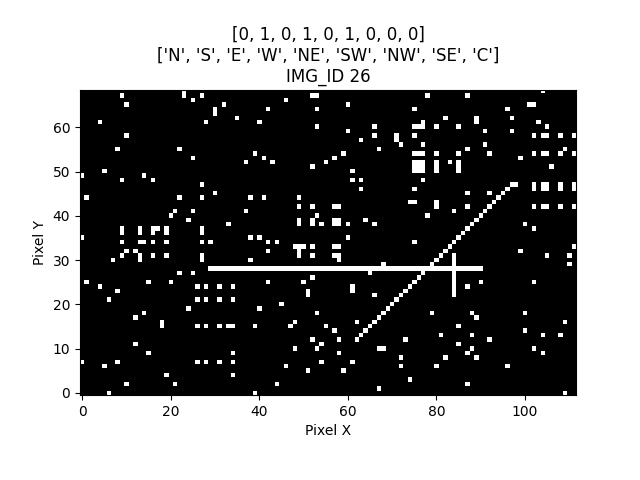 [0, 1, 0, 1, 0, 1, 0, 0, 0]
['N', 'S', 'E', 'W', 'NE', 'SW', 'NW', 'SE', 'C']
IMG_ID 26
60
50
40
30
20
10
0
Pixel Y
0 20 40 60 80 100
Pixel X